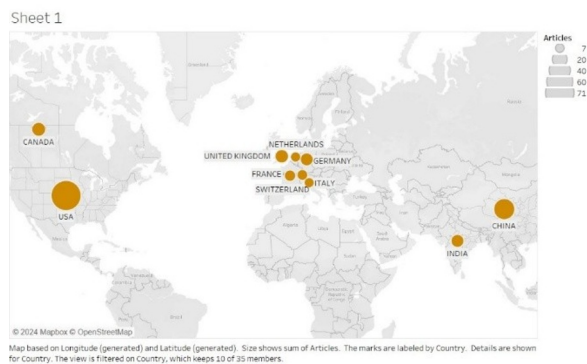 Sheet 1
Articles
7
20
40
60
71
CANADA
NETHERLANDS
UNITED KINGDOM
GERMANY
FRANCE
ITALY
SWITZERLAND
USA
CHINA
INDIA
© 2024 Mapbox © OpenStreetMap
Map based on Longitude (generated) and Latitude (generated). Size shows sum of Articles. The marks are labeled by Country. Details are shown
for Country. The view is filtered on Country, which keeps 10 of 35 members.